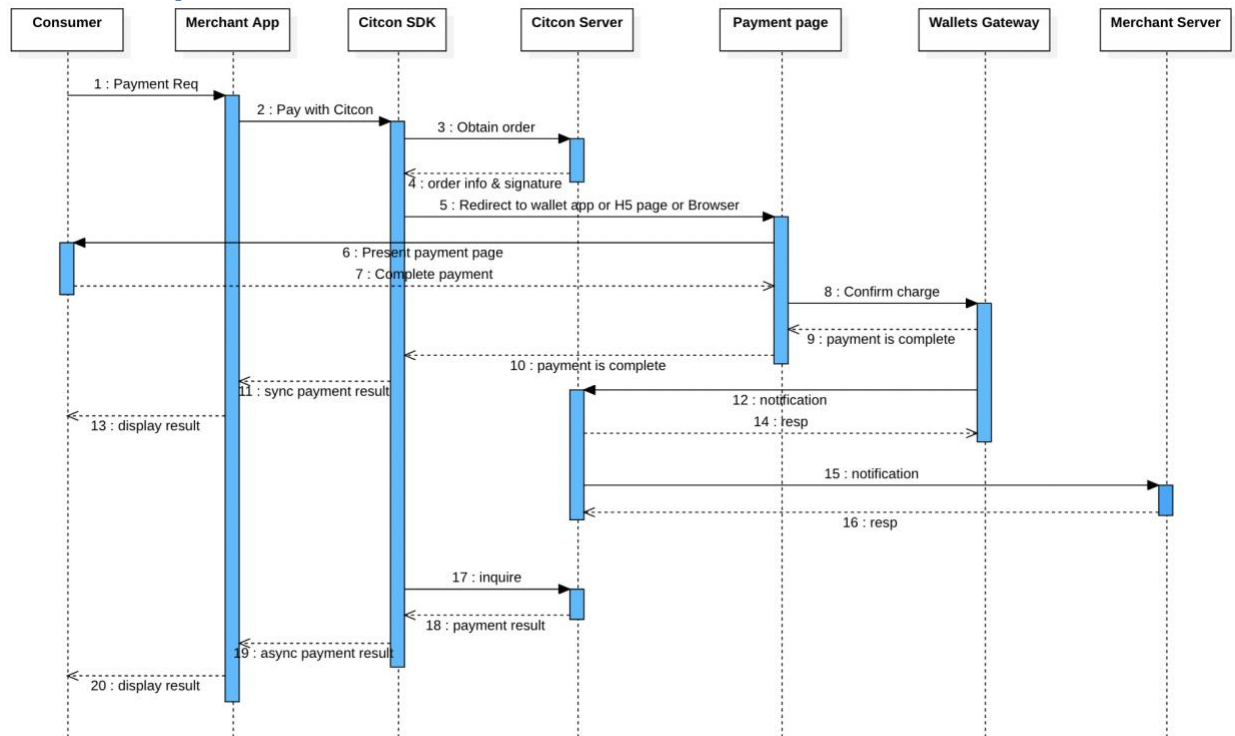 Consumer
Merchant App
Citcon SDK
Citcon Server
Payment page
Wallets Gateway
Merchant Server
1 : Payment Req
2 : Pay with Citcon
3 : Obtain order
4 : order info & signature
5 : Redirect to wallet app or H5 page or Browser
6 : Present payment page
7 : Complete payment
8 : Confirm charge
9 : payment is complete
10 : payment is complete
11 : sync payment result
12 : notification
13 : display result
14 : resp
15 : notification
16 : resp
17 : inquire
18 : payment result
19 : async payment result
20 : display result